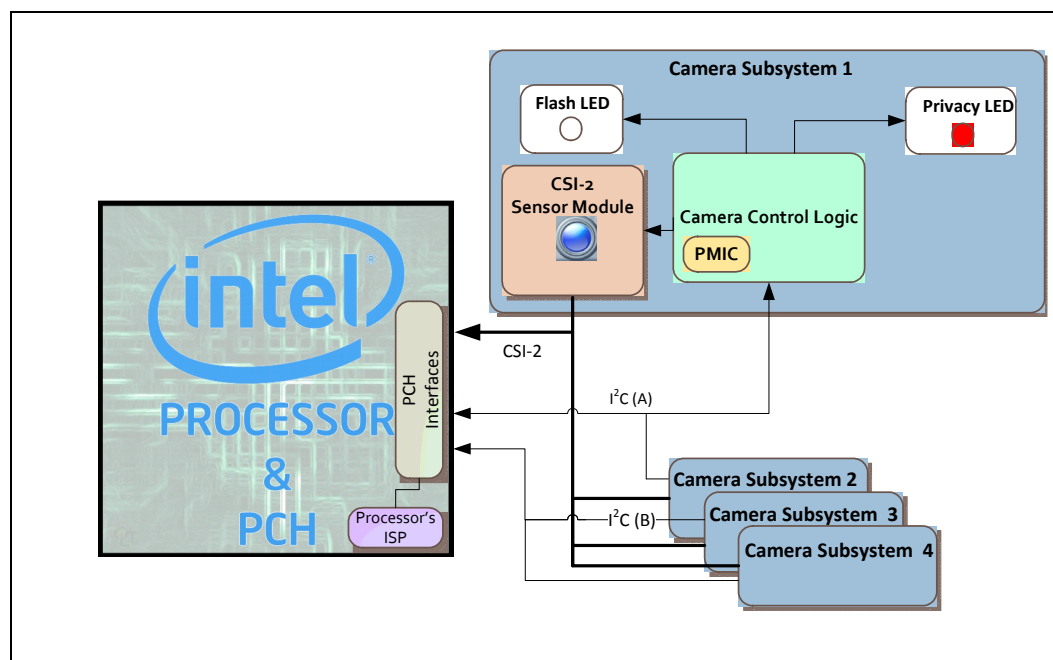 Camera Subsystem 1
Flash LED
Privacy LED
CSI-2
Sensor Module
Camera Control Logic
PMIC
intel®
PROCESSOR
&
PCH
PCH
Interfaces
Processor's
ISP
CSI-2
I²C (A)
I²C (B)
Camera Subsystem 2
Camera Subsystem 3
Camera Subsystem 4